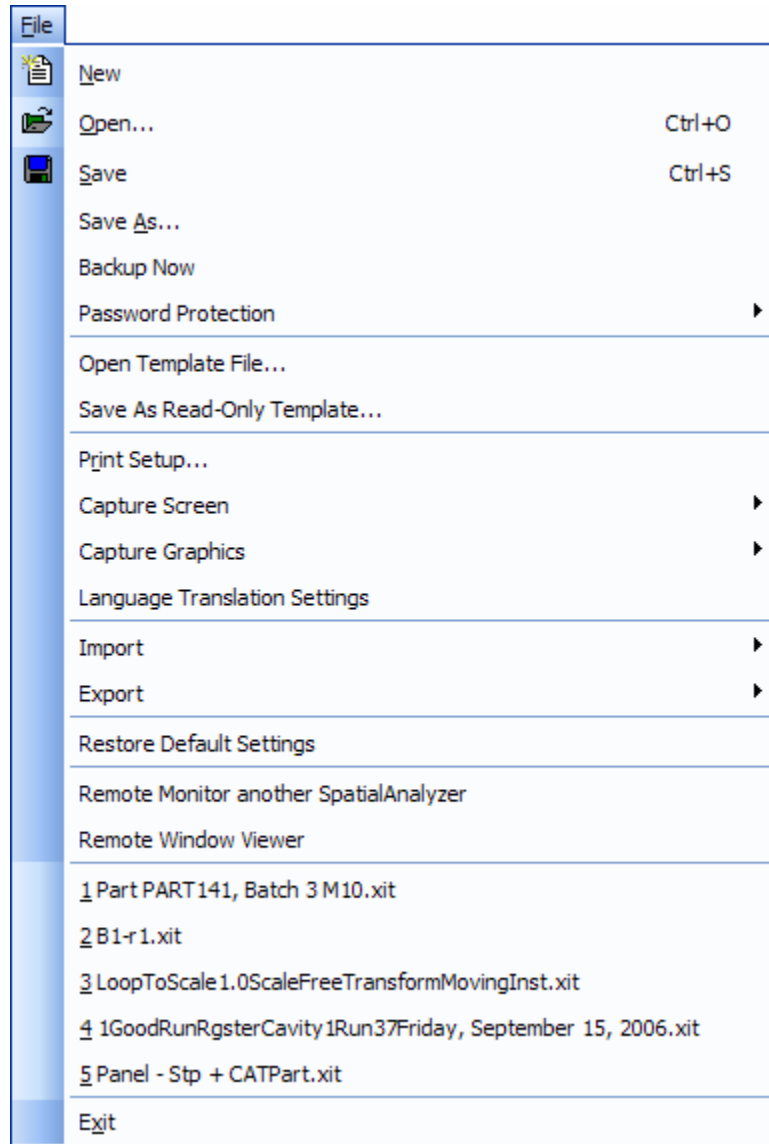 File
New
Open... Ctrl+O
Save Ctrl+S
Save As...
Backup Now
Password Protection
Open Template File...
Save As Read-Only Template...
Print Setup...
Capture Screen
Capture Graphics
Language Translation Settings
Import
Export
Restore Default Settings
Remote Monitor another SpatialAnalyzer
Remote Window Viewer
1 Part PART141, Batch 3 M10.xit
2 B1-r1.xit
3 LoopToScale1.0ScaleFreeTransformMovingInst.xit
4 1GoodRunRgsterCavity1Run37Friday, September 15, 2006.xit
5 Panel - Stp + CATPart.xit
Exit